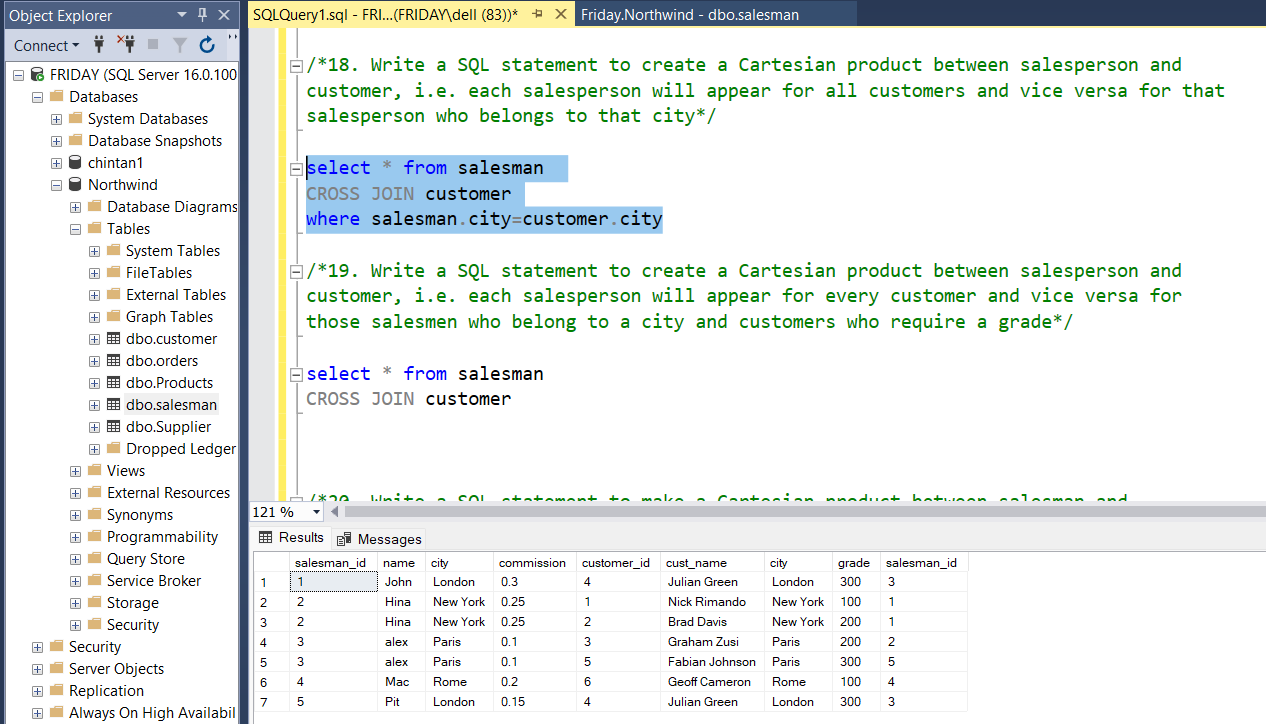 Object Explorer
Connect
FRIDAY (SQL Server 16.0.100
Databases
System Databases
Database Snapshots
chintan1
Northwind
Database Diagrams
Tables
System Tables
FileTables
External Tables
Graph Tables
dbo.customer
dbo.orders
dbo.Products
dbo.salesman
dbo.Supplier
Dropped Ledger
Views
External Resources
Synonyms
Programmability
Query Store
Service Broker
Storage
Security
Security
Server Objects
Replication
Always On High Availabil
SQLQuery1.sql - FRI...(FRIDAY\dell (83))* Friday.Northwind - dbo.salesman
/*18. Write a SQL statement to create a Cartesian product between salesperson and
customer, i.e. each salesperson will appear for all customers and vice versa for that
salesperson who belongs to that city*/
select * from salesman
CROSS JOIN customer
where salesman.city=customer.city
/*19. Write a SQL statement to create a Cartesian product between salesperson and
customer, i.e. each salesperson will appear for every customer and vice versa for
those salesmen who belong to a city and customers who require a grade*/
select * from salesman
CROSS JOIN customer
/*20. Write a SQL statement to make a Cartesian product between salesman and
121 %
Results Messages
salesman_id name city commission customer_id cust_name city grade salesman_id
1 1 John London 0.3 4 Julian Green London 300 3
2 2 Hina New York 0.25 1 Nick Rimando New York 100 1
3 2 Hina New York 0.25 2 Brad Davis New York 200 1
4 3 alex Paris 0.1 3 Graham Zusi Paris 200 2
5 3 alex Paris 0.1 5 Fabian Johnson Paris 300 5
6 4 Mac Rome 0.2 6 Geoff Cameron Rome 100 4
7 5 Pit London 0.15 4 Julian Green London 300 3